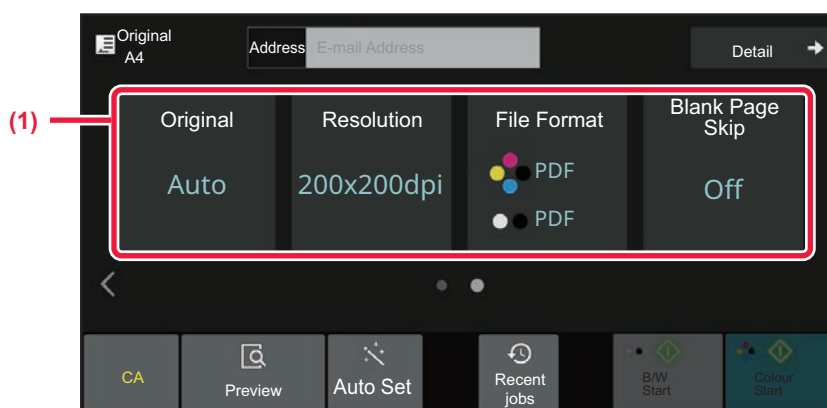 Original
A4
Address
E-mail Address
Detail
(1)
Original
Resolution
File Format
Blank Page
Skip
Auto
200x200dpi
PDF
PDF
Off
CA
Preview
Auto Set
Recent
jobs
B/W
Start
Colour
Start